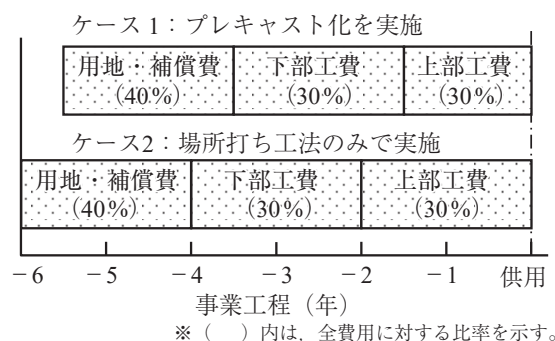 ケース1：プレキャスト化を実施
用地・補償費 下部工費 上部工費
(40%) (30%) (30%)
ケース2：場所打ち工法のみで実施
用地・補償費 下部工費 上部工費
(40%) (30%) (30%)
－6 －5 －4 －3 －2 －1 供用
事業工程（年）
※（　）内は，全費用に対する比率を示す。